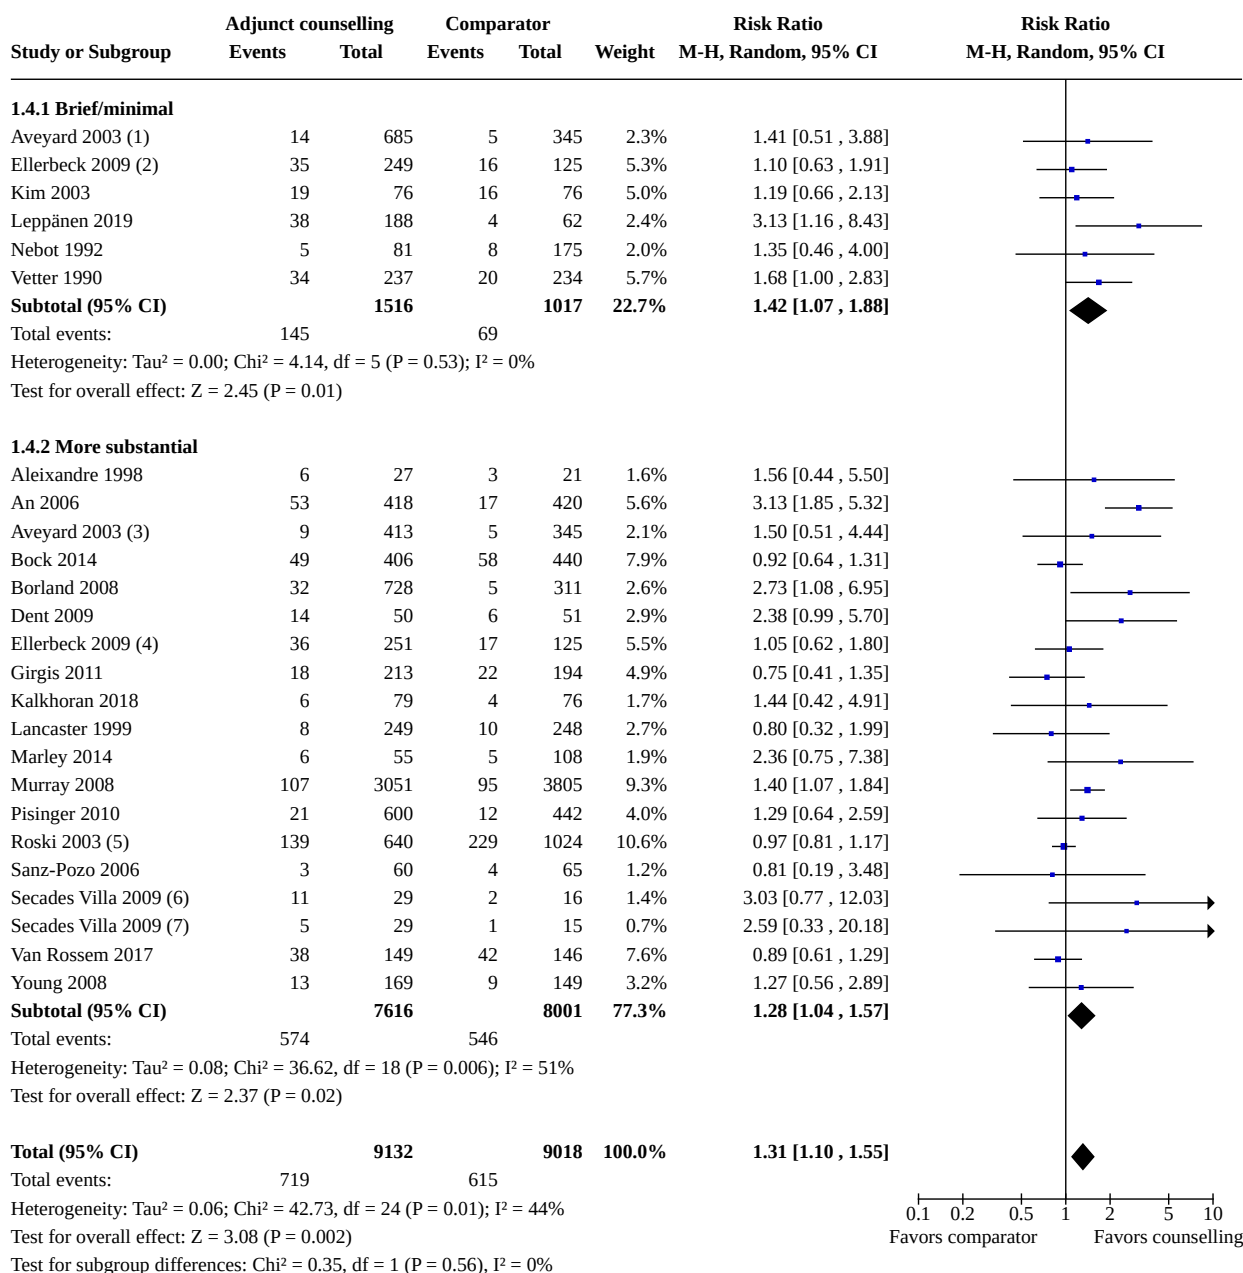 Adjunct counselling Comparator Risk Ratio Risk Ratio
Study or Subgroup Events Total Events Total Weight M-H, Random, 95% CI M-H, Random, 95% CI
1.4.1 Brief/minimal
Aveyard 2003 (1) 14 685 5 345 2.3% 1.41 [0.51 , 3.88]
Ellerbeck 2009 (2) 35 249 16 125 5.3% 1.10 [0.63 , 1.91]
Kim 2003 19 76 16 76 5.0% 1.19 [0.66 , 2.13]
Leppänen 2019 38 188 4 62 2.4% 3.13 [1.16 , 8.43]
Nebot 1992 5 81 8 175 2.0% 1.35 [0.46 , 4.00]
Vetter 1990 34 237 20 234 5.7% 1.68 [1.00 , 2.83]
Subtotal (95% CI) 1516 1017 22.7% 1.42 [1.07 , 1.88]
Total events: 145 69
Heterogeneity: Tau² = 0.00; Chi² = 4.14, df = 5 (P = 0.53); I² = 0%
Test for overall effect: Z = 2.45 (P = 0.01)
1.4.2 More substantial
Aleixandre 1998 6 27 3 21 1.6% 1.56 [0.44 , 5.50]
An 2006 53 418 17 420 5.6% 3.13 [1.85 , 5.32]
Aveyard 2003 (3) 9 413 5 345 2.1% 1.50 [0.51 , 4.44]
Bock 2014 49 406 58 440 7.9% 0.92 [0.64 , 1.31]
Borland 2008 32 728 5 311 2.6% 2.73 [1.08 , 6.95]
Dent 2009 14 50 6 51 2.9% 2.38 [0.99 , 5.70]
Ellerbeck 2009 (4) 36 251 17 125 5.5% 1.05 [0.62 , 1.80]
Girgis 2011 18 213 22 194 4.9% 0.75 [0.41 , 1.35]
Kalkhoran 2018 6 79 4 76 1.7% 1.44 [0.42 , 4.91]
Lancaster 1999 8 249 10 248 2.7% 0.80 [0.32 , 1.99]
Marley 2014 6 55 5 108 1.9% 2.36 [0.75 , 7.38]
Murray 2008 107 3051 95 3805 9.3% 1.40 [1.07 , 1.84]
Pisinger 2010 21 600 12 442 4.0% 1.29 [0.64 , 2.59]
Roski 2003 (5) 139 640 229 1024 10.6% 0.97 [0.81 , 1.17]
Sanz-Pozo 2006 3 60 4 65 1.2% 0.81 [0.19 , 3.48]
Secades Villa 2009 (6) 11 29 2 16 1.4% 3.03 [0.77 , 12.03]
Secades Villa 2009 (7) 5 29 1 15 0.7% 2.59 [0.33 , 20.18]
Van Rossem 2017 38 149 42 146 7.6% 0.89 [0.61 , 1.29]
Young 2008 13 169 9 149 3.2% 1.27 [0.56 , 2.89]
Subtotal (95% CI) 7616 8001 77.3% 1.28 [1.04 , 1.57]
Total events: 574 546
Heterogeneity: Tau² = 0.08; Chi² = 36.62, df = 18 (P = 0.006); I² = 51%
Test for overall effect: Z = 2.37 (P = 0.02)
Total (95% CI) 9132 9018 100.0% 1.31 [1.10 , 1.55]
Total events: 719 615
Heterogeneity: Tau² = 0.06; Chi² = 42.73, df = 24 (P = 0.01); I² = 44%
0.1 0.2 0.5 1 2 5 10
Test for overall effect: Z = 3.08 (P = 0.002) Favors comparator Favors counselling
Test for subgroup differences: Chi² = 0.35, df = 1 (P = 0.56), I² = 0%